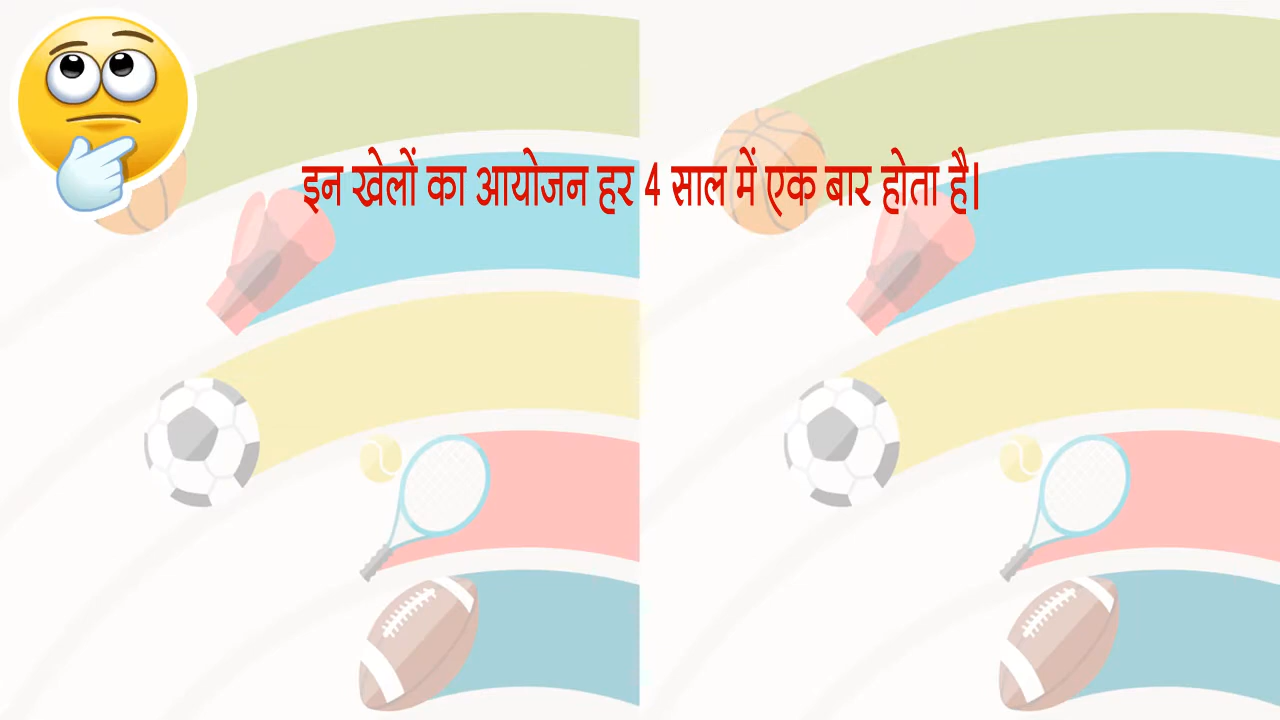 इन खेलों का आयोजन हर 4 साल में एक बार होता है।